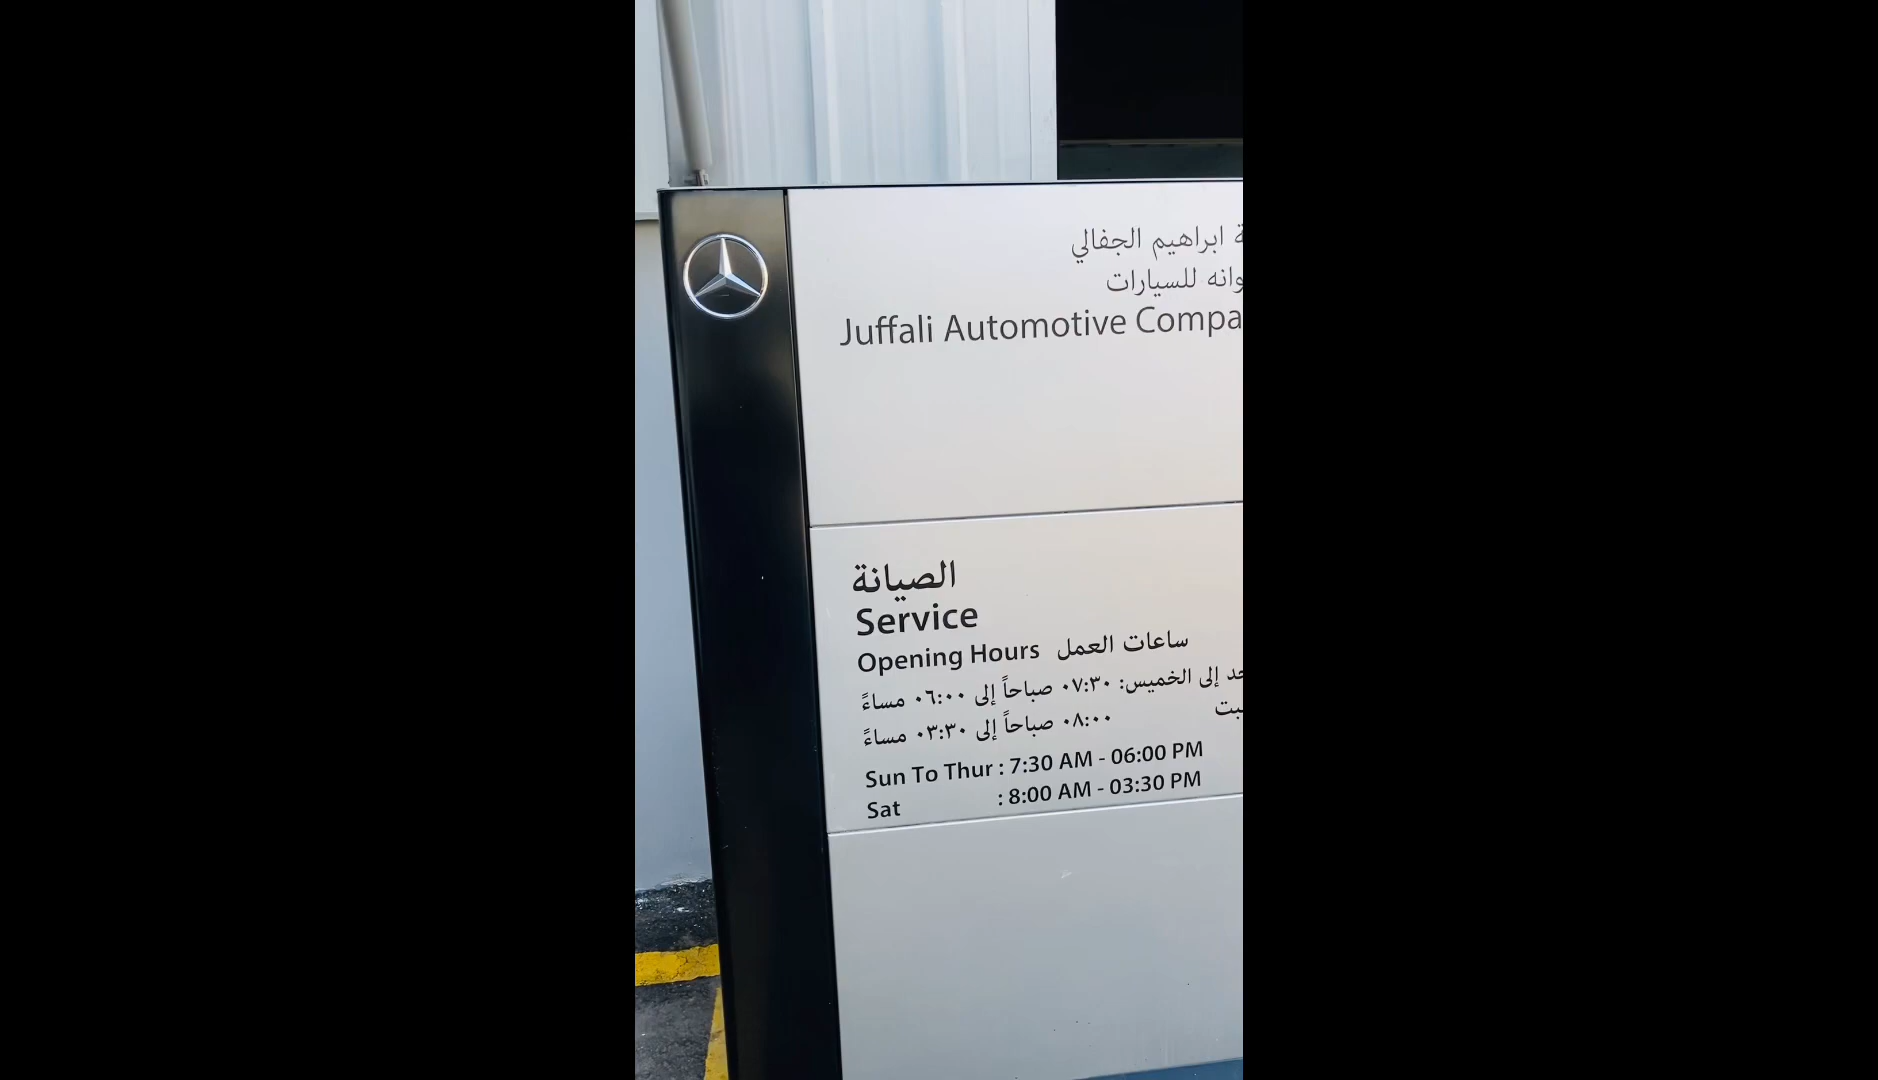 ابراهيم الجفالي
للسيارات
Juffali Automotive
الصيانة
Service
Opening Hours ساعات العمل
إلى الخميس: ٠٧:٣٠ صباحاً إلى ٠٦:٠٠ مساءً
٠٨:٠٠ صباحاً إلى ٠٣:٣٠ مساءً
Sun To Thur : 7:30 AM - 06:00 PM
Sat : 8:00 AM - 03:30 PM